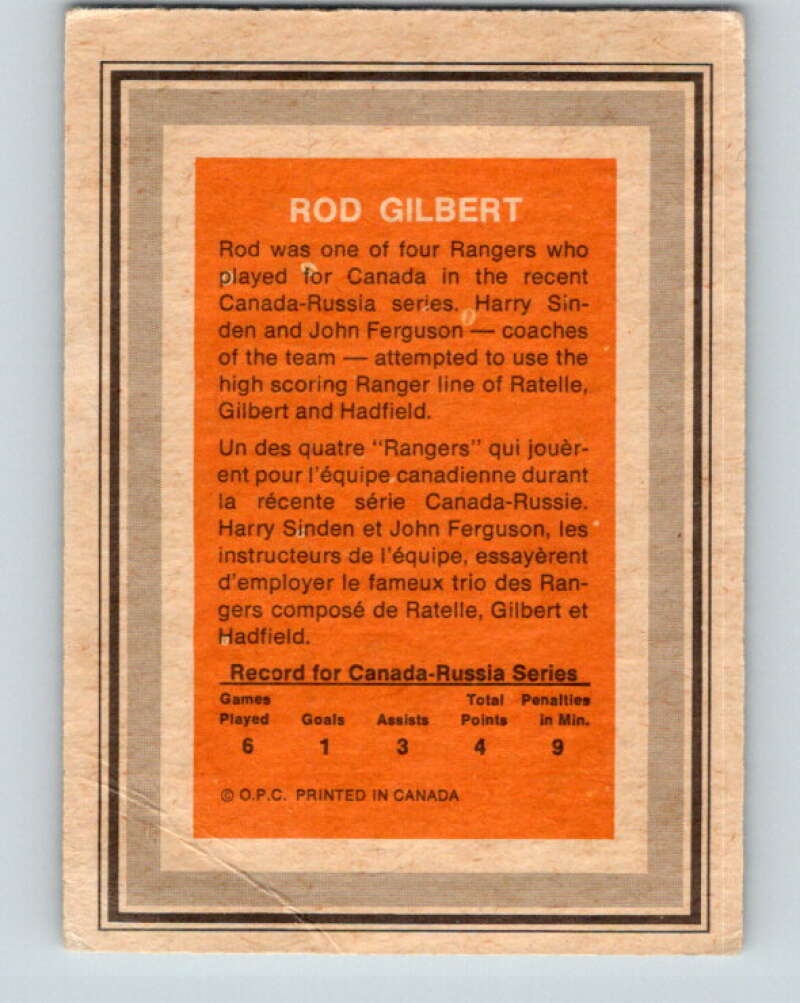 ROD GILBERT
Rod was one of four Rangers who
played for Canada in the recent
Canada-Russia series. Harry Sin-
den and John Ferguson — coaches
of the team — attempted to use the
high scoring Ranger line of Ratelle,
Gilbert and Hadfield.
Un des quatre "Rangers" qui jouèr-
ent pour l'équipe canadienne durant
la récente série Canada-Russie.
Harry Sinden et John Ferguson, les
instructeurs de l'équipe, essayèrent
d'employer le fameux trio des Ran-
gers composé de Ratelle, Gilbert et
Hadfield.
Record for Canada-Russia Series
Games Played Goals Assists Total Points Penalties in Min.
6 1 3 4 9
© O.P.C. PRINTED IN CANADA